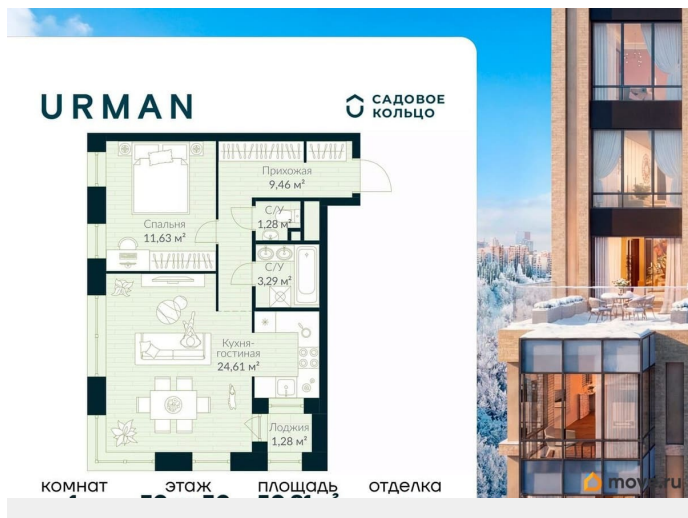 URMAN
САДОВОЕ
КОЛЬЦО
Прихожая
9,46 м²
С/У
1,28 м²
Спальня
11,63 м²
С/У
3,29 м²
Кухня-
гостиная
24,61 м²
Лоджия
1,28 м²
комнат этаж площадь отделка
move.ru